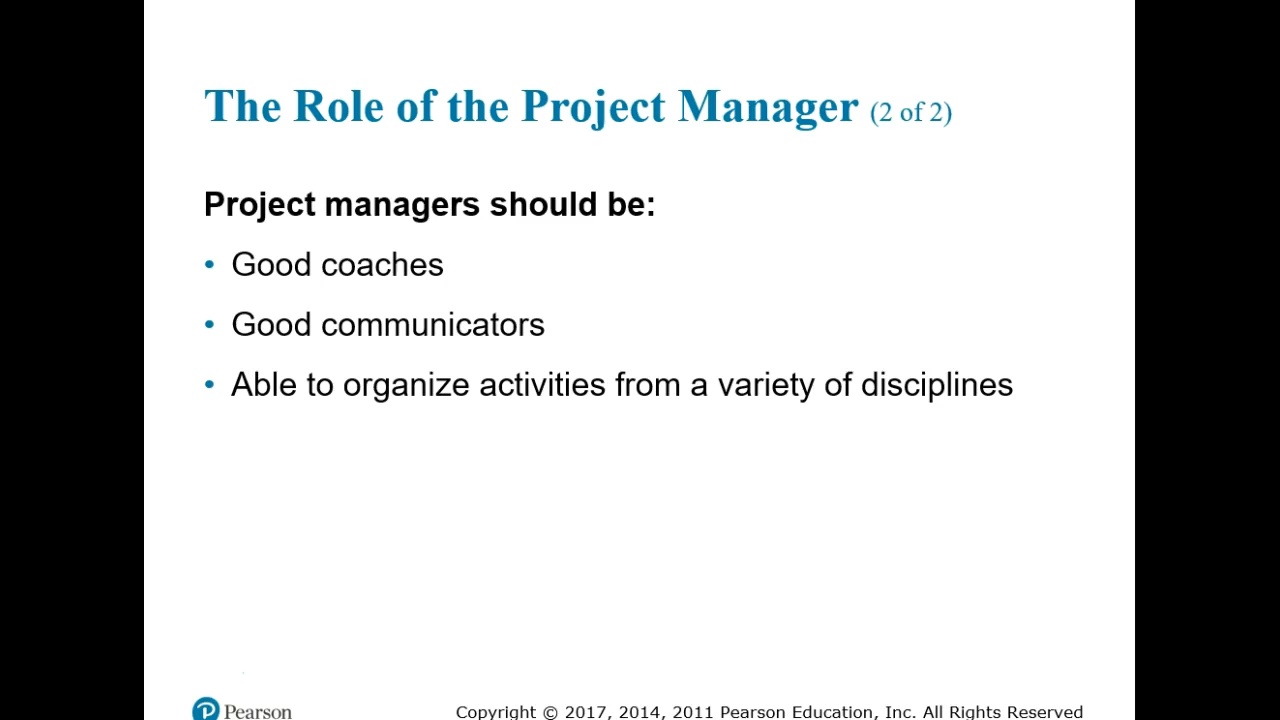 The Role of the Project Manager (2 of 2)
Project managers should be:
• Good coaches
• Good communicators
• Able to organize activities from a variety of disciplines
Pearson
Copyright © 2017, 2014, 2011 Pearson Education, Inc. All Rights Reserved